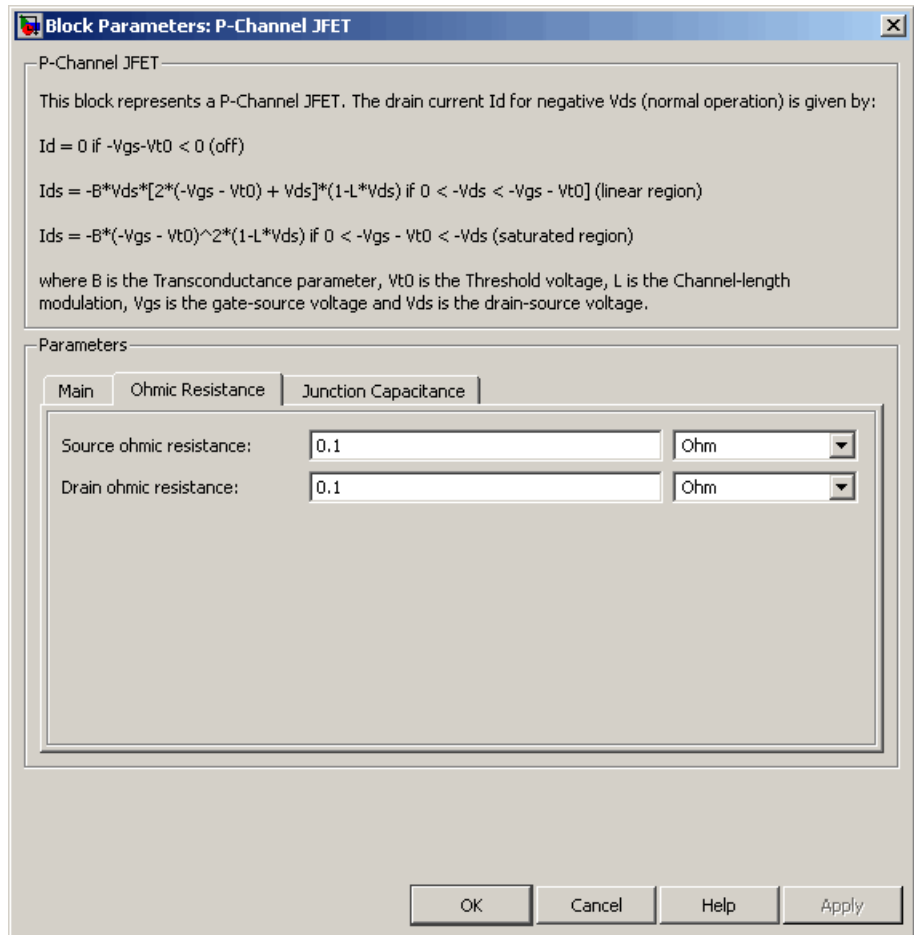 Block Parameters: P-Channel JFET
P-Channel JFET
This block represents a P-Channel JFET. The drain current Id for negative Vds (normal operation) is given by:
Id = 0 if -Vgs-Vt0 < 0 (off)
Ids = -B*Vds*[2*(-Vgs - Vt0) + Vds]*(1-L*Vds) if 0 < -Vds < -Vgs - Vt0] (linear region)
Ids = -B*(-Vgs - Vt0)^2*(1-L*Vds) if 0 < -Vgs - Vt0 < -Vds (saturated region)
where B is the Transconductance parameter, Vt0 is the Threshold voltage, L is the Channel-length
modulation, Vgs is the gate-source voltage and Vds is the drain-source voltage.
Parameters
Main Ohmic Resistance Junction Capacitance
Source ohmic resistance: 0.1 Ohm
Drain ohmic resistance: 0.1 Ohm
OK Cancel Help Apply